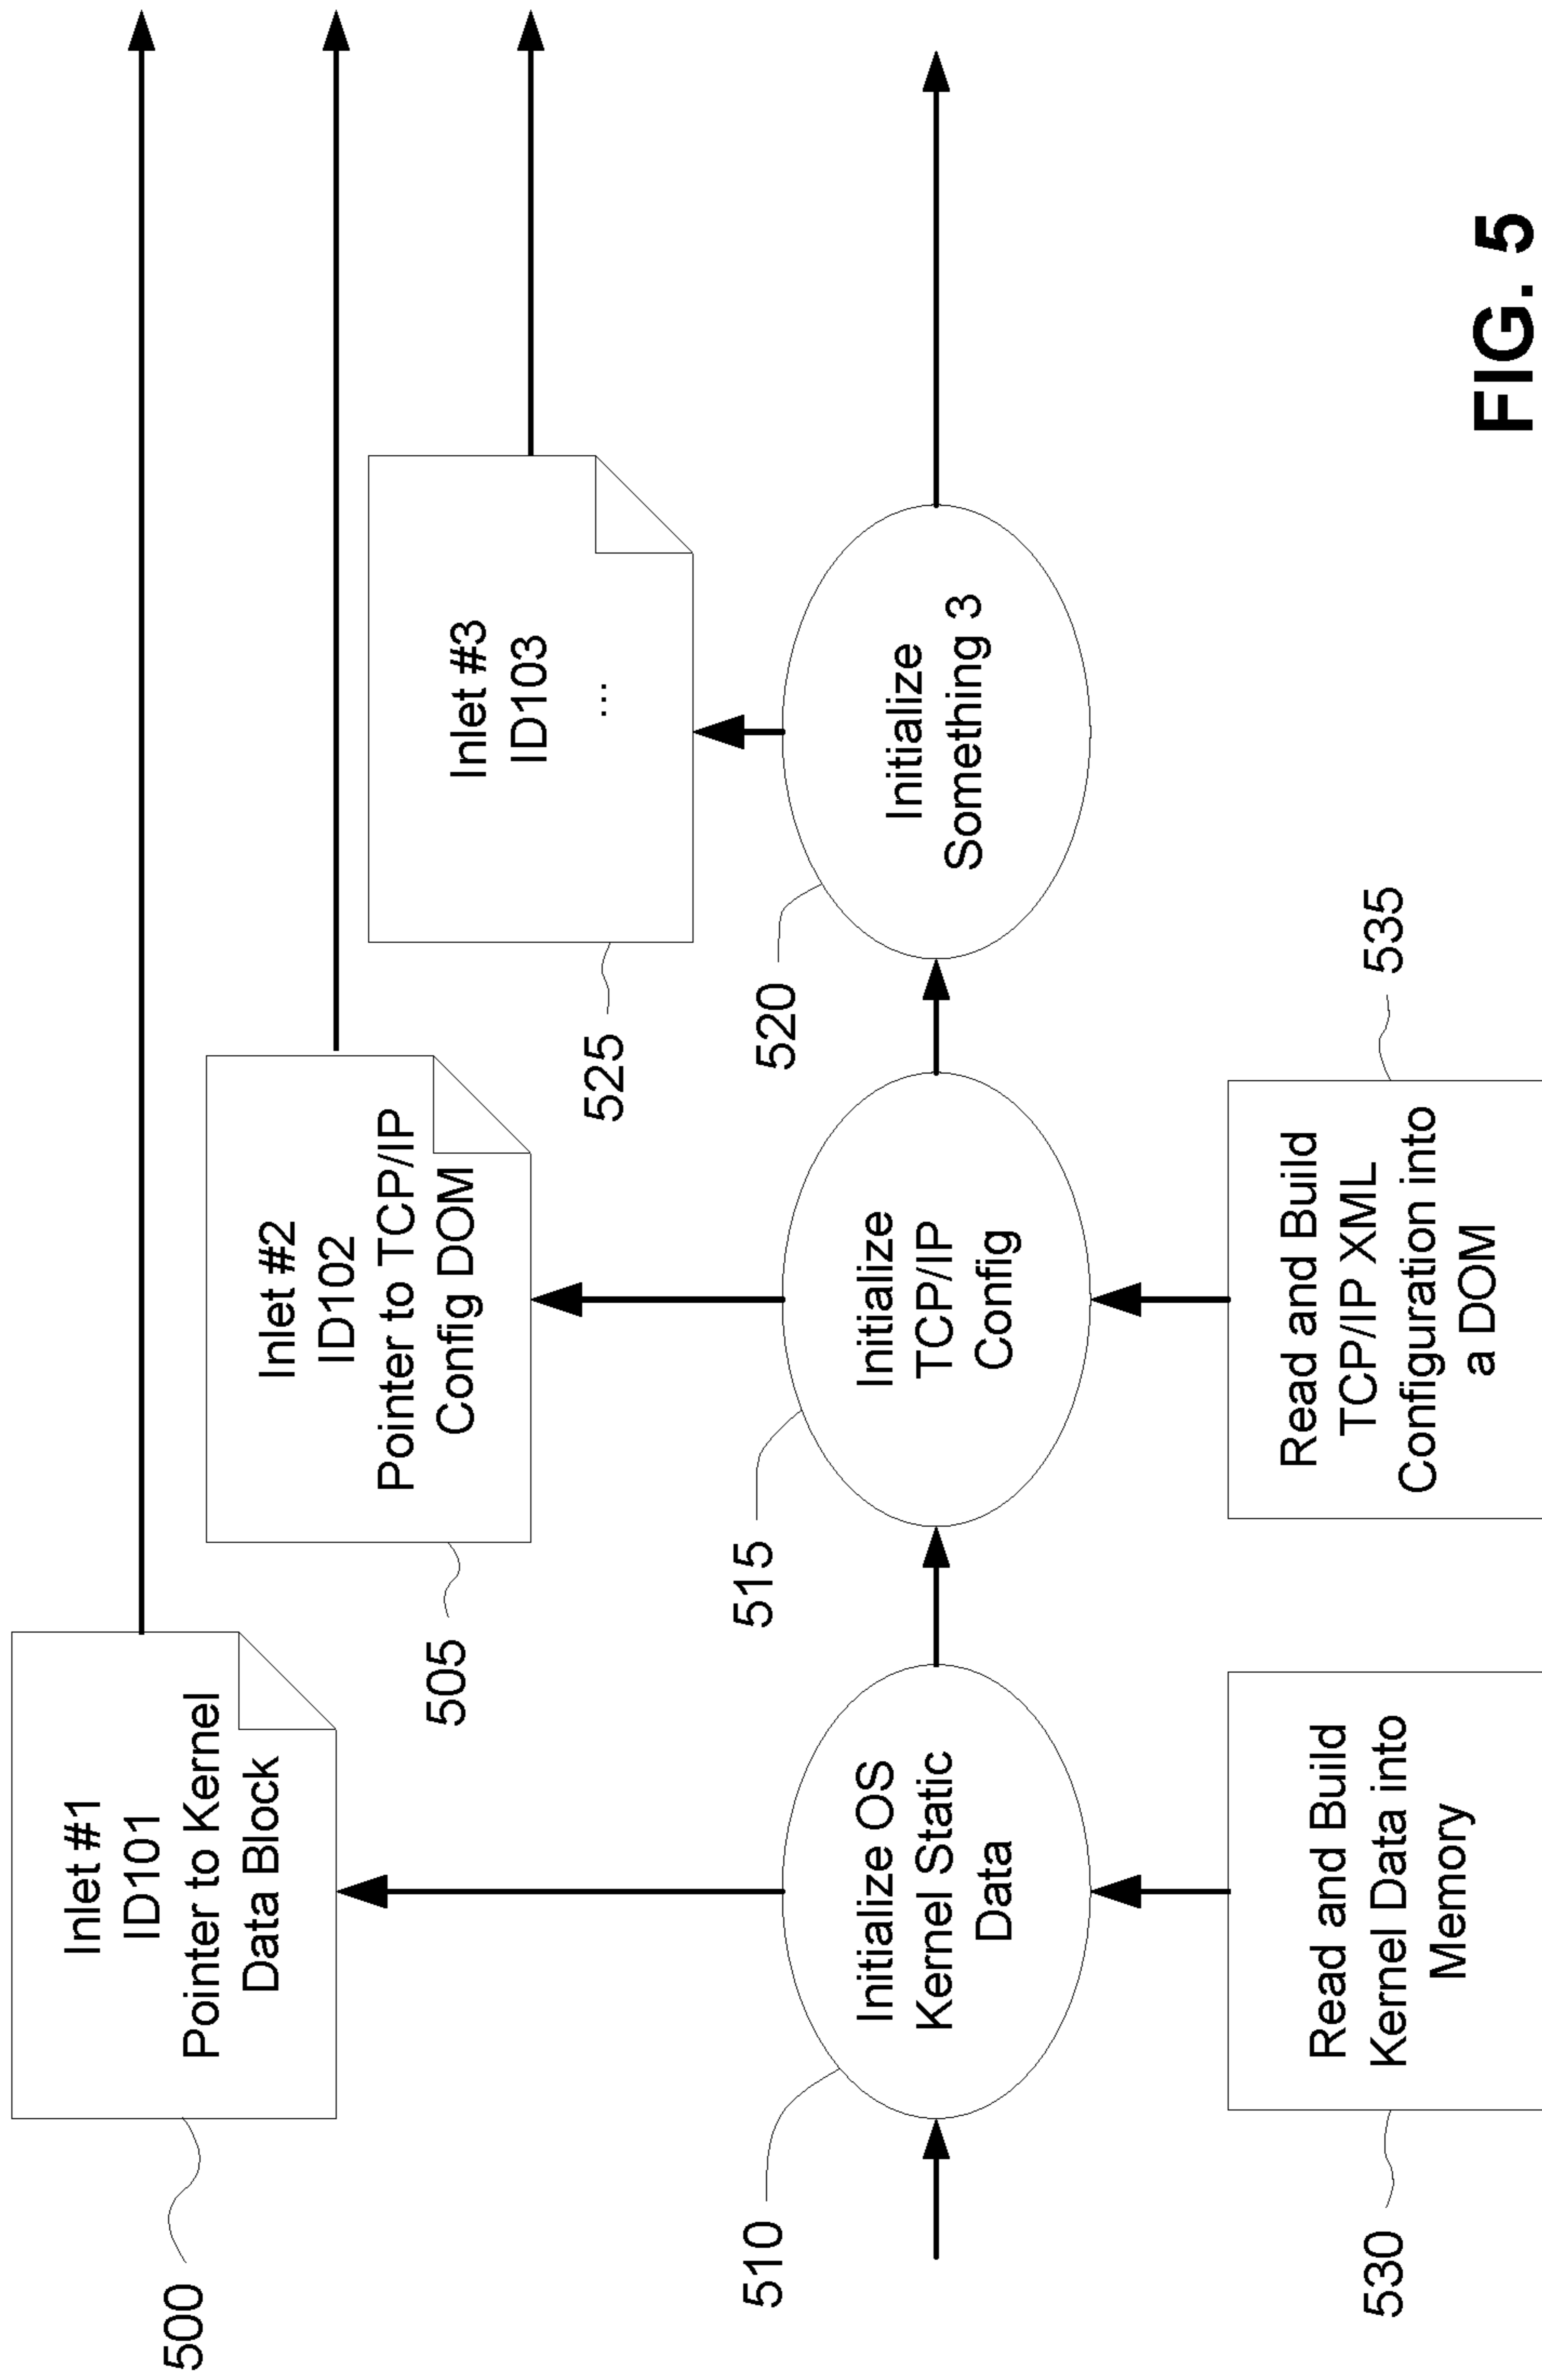 500
Inlet #1
ID101
Pointer to Kernel
Data Block
505
Inlet #2
ID102
Pointer to TCP/IP
Config DOM
525
Inlet #3
ID103
...
510
Initialize OS
Kernel Static
Data
515
Initialize
TCP/IP
Config
520
Initialize
Something 3
530
Read and Build
Kernel Data into
Memory
535
Read and Build
TCP/IP XML
Configuration into
a DOM
FIG. 5